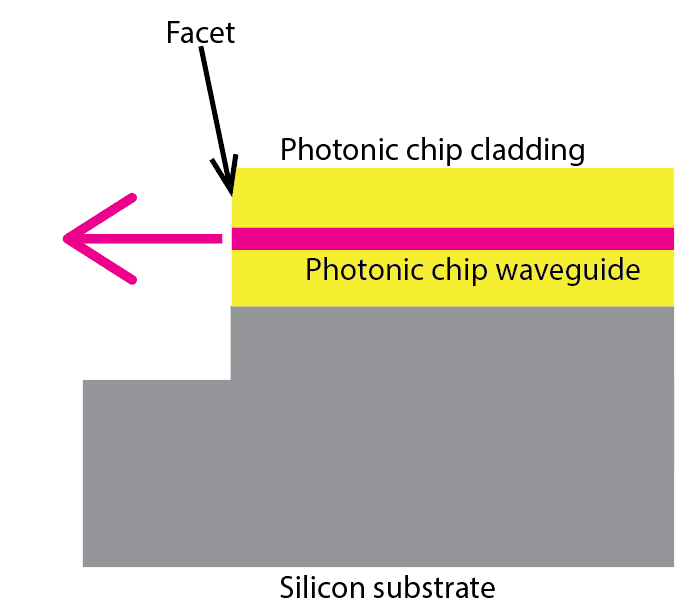 Facet
Photonic chip cladding
Photonic chip waveguide
Silicon substrate